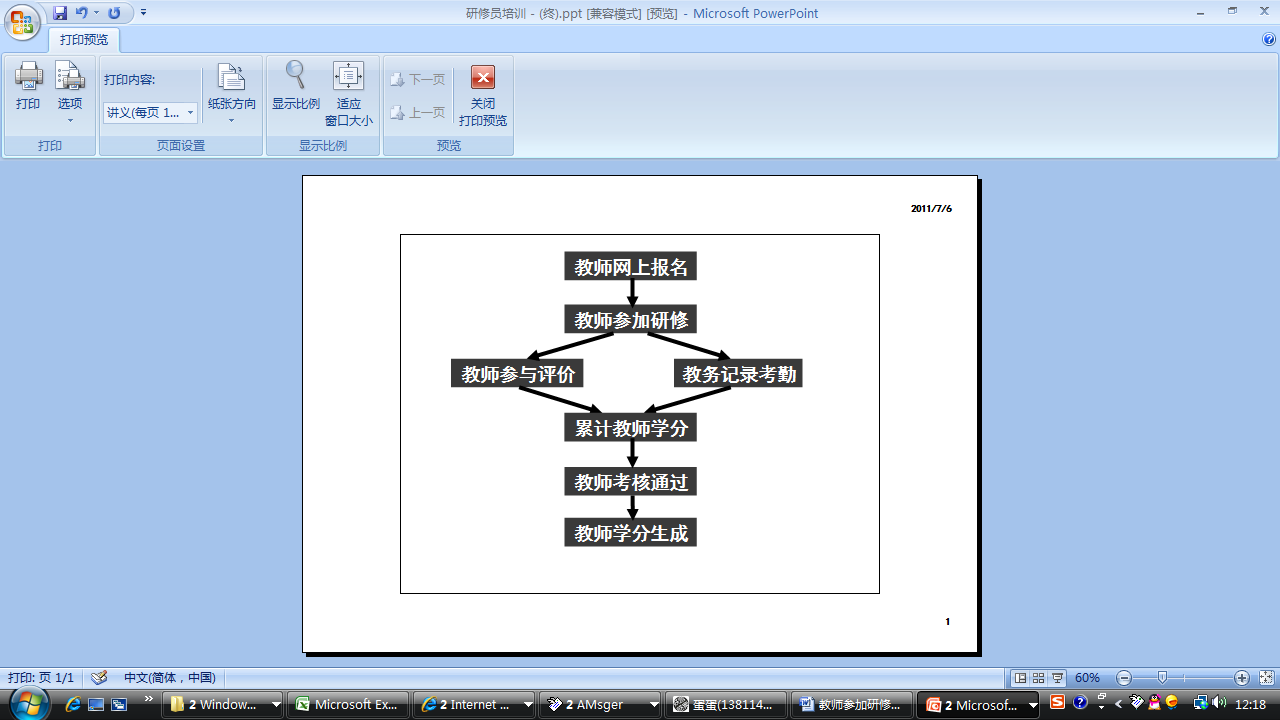 研修员培训 - (终).ppt [兼容模式] [预览] - Microsoft PowerPoint
打印预览
打印
选项
打印内容:
讲义(每页 1...
纸张方向
显示比例
适应
窗口大小
下一页
上一页
关闭
打印预览
打印
页面设置
显示比例
预览
2011/7/6
教师网上报名
教师参加研修
教师参与评价
教务记录考勤
累计教师学分
教师考核通过
教师学分生成
1
打印: 页 1/1
中文(简体，中国)
60%
2 Window...
Microsoft Ex...
2 Internet ...
2 AMsger
蛋蛋(138114...
教师参加研修...
2 Microsof...
12:18